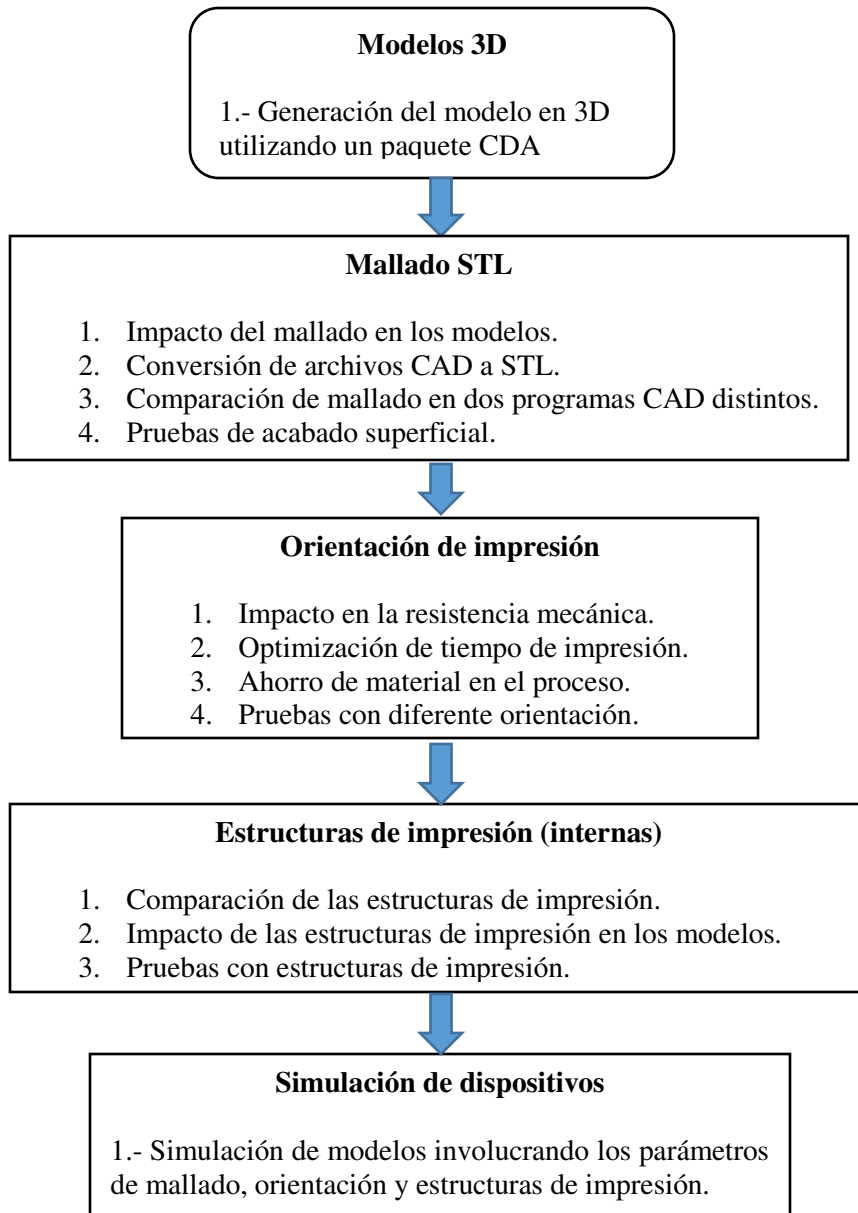 Modelos 3D
1.- Generación del modelo en 3D
utilizando un paquete CDA
Mallado STL
1. Impacto del mallado en los modelos.
2. Conversión de archivos CAD a STL.
3. Comparación de mallado en dos programas CAD distintos.
4. Pruebas de acabado superficial.
Orientación de impresión
1. Impacto en la resistencia mecánica.
2. Optimización de tiempo de impresión.
3. Ahorro de material en el proceso.
4. Pruebas con diferente orientación.
Estructuras de impresión (internas)
1. Comparación de las estructuras de impresión.
2. Impacto de las estructuras de impresión en los modelos.
3. Pruebas con estructuras de impresión.
Simulación de dispositivos
1.- Simulación de modelos involucrando los parámetros
de mallado, orientación y estructuras de impresión.